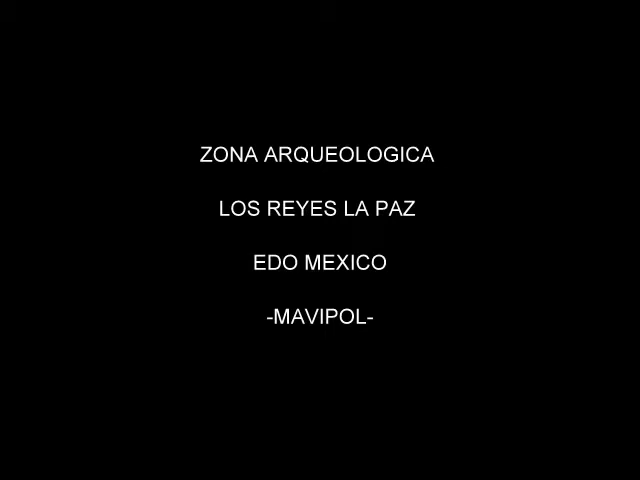 ZONA ARQUEOLOGICA
LOS REYES LA PAZ
EDO MEXICO
-MAVIPOL-